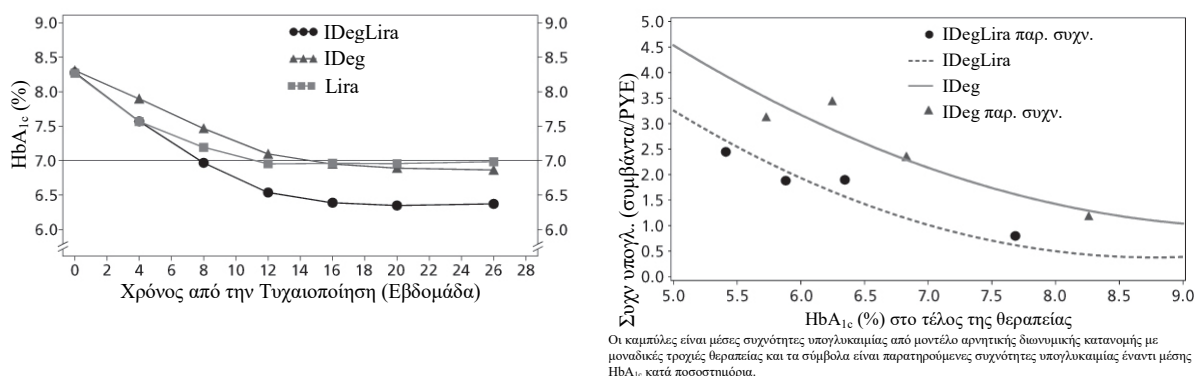 9.0
8.5
8.0
7.5
7.0
6.5
6.0
HbA1c (%)
IDegLira
IDeg
Lira
9.0
8.5
8.0
7.5
7.0
6.5
6.0
0 2 4 6 8 10 12 14 16 18 20 22 24 26 28
Χρόνος από την Τυχαιοποίηση (Εβδομάδα)
Συχν υπογλ. (συμβάντα/PYE)
5.0
4.5
4.0
3.5
3.0
2.5
2.0
1.5
1.0
0.5
0.0
IDegLira παρ. συχν.
IDegLira
IDeg
IDeg παρ. συχν.
5.0 5.5 6.0 6.5 7.0 7.5 8.0 8.5 9.0
HbA1c (%) στο τέλος της θεραπείας
Οι καμπύλες είναι μέσες συχνότητες υπογλυκαιμίας από μοντέλο αρνητικής διωνυμικής κατανομής με
μοναδικές τροχιές θεραπείας και τα σύμβολα είναι παρατηρούμενες συχνότητες υπογλυκαιμίας έναντι μέσης
HbA1c κατά ποσοστημόρια.